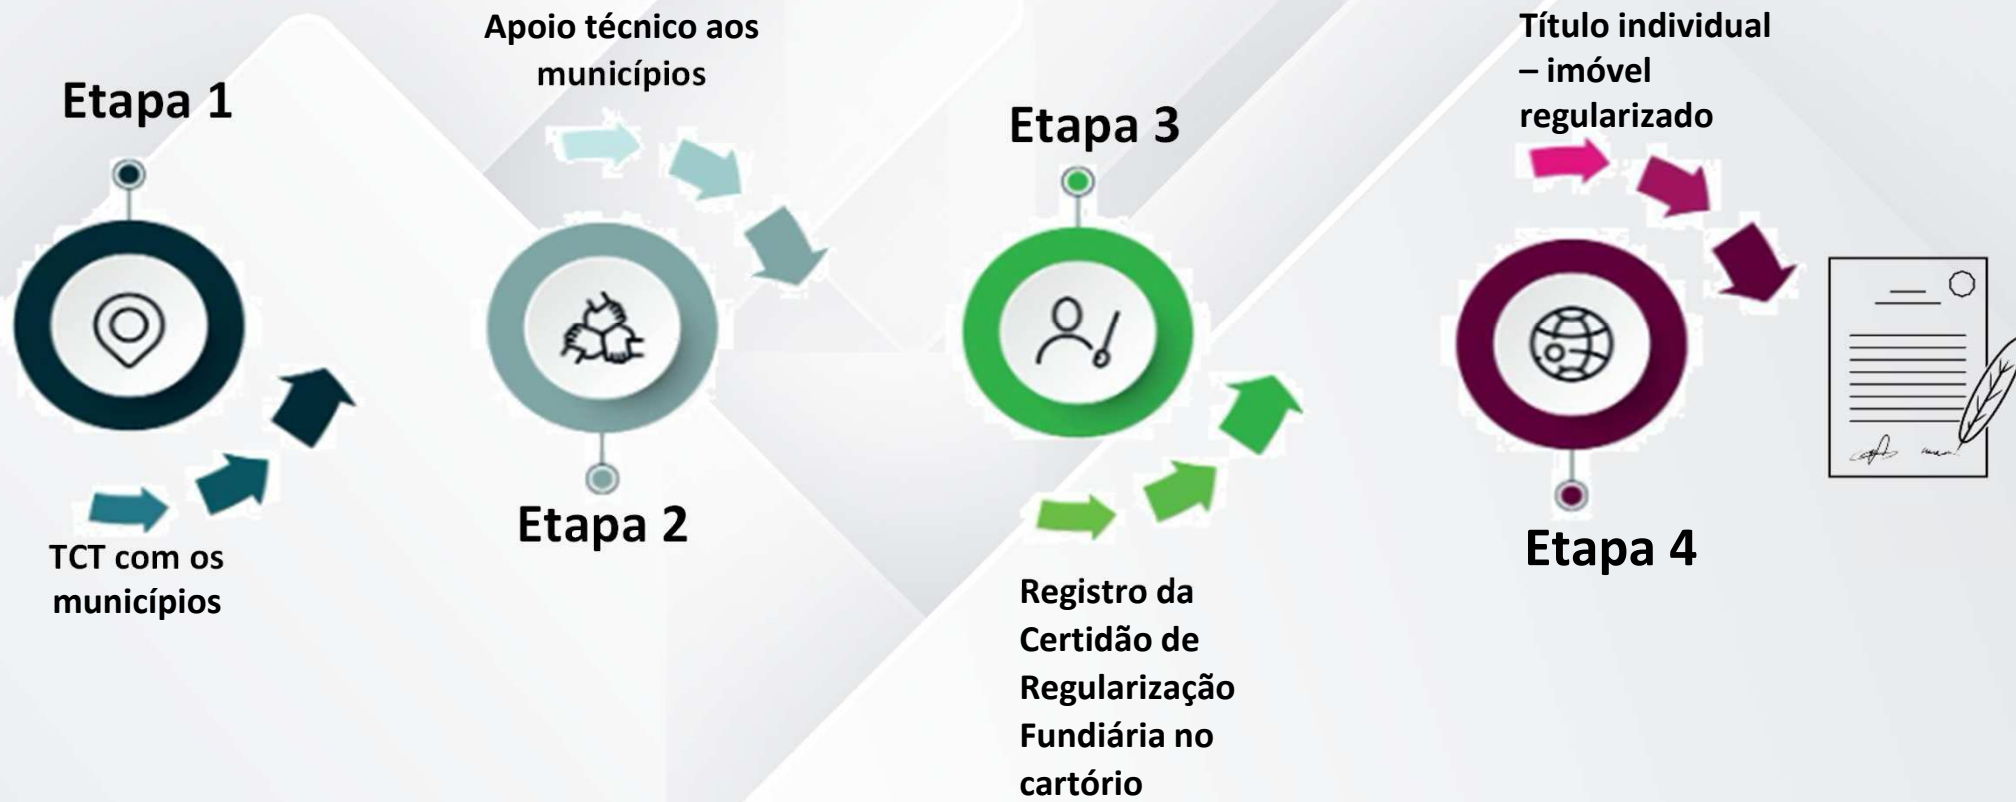 Etapa 1
TCT com os
municípios
Apoio técnico aos
municípios
Etapa 2
Etapa 3
Registro da
Certidão de
Regularização
Fundiária no
cartório
Título individual
– imóvel
regularizado
Etapa 4